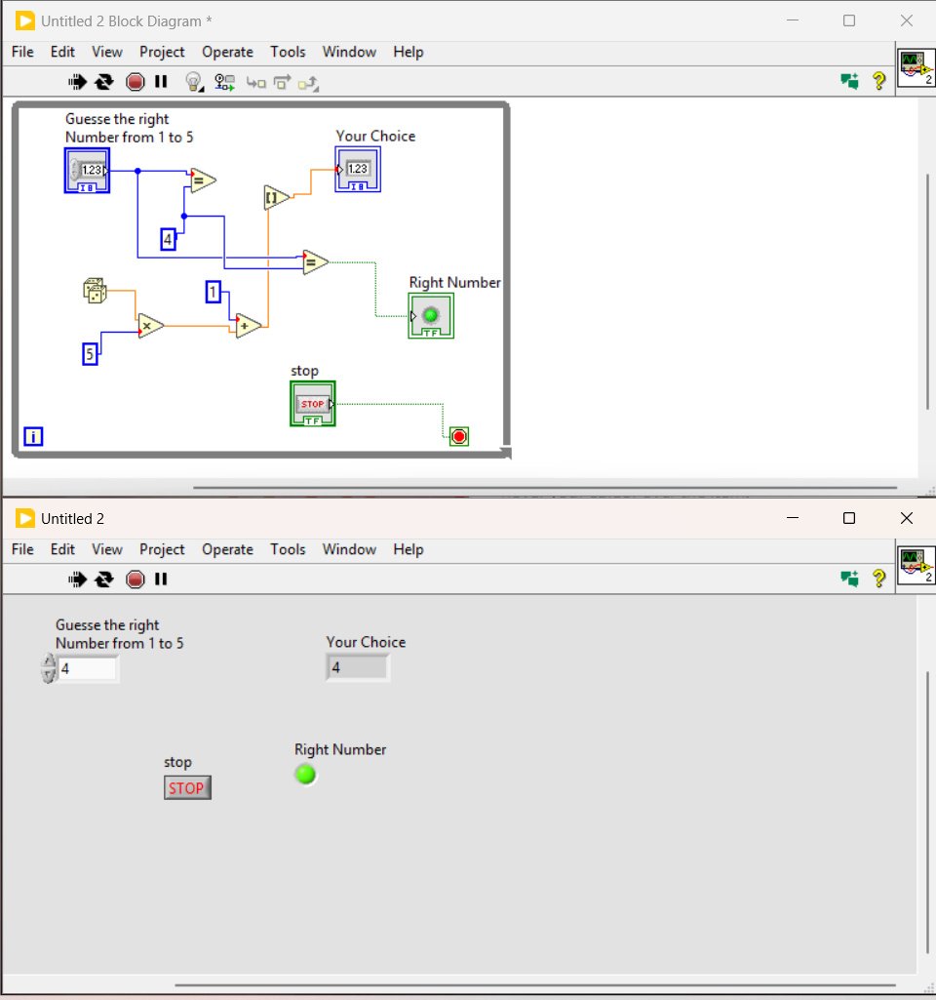 Untitled 2 Block Diagram *
File Edit View Project Operate Tools Window Help
2
Guesse the right
Number from 1 to 5
1.23
I8
Your Choice
1.23
I8
=
[ ]
4
=
1
Right Number
TF
×
+
5
stop
STOP
TF
i
Untitled 2
File Edit View Project Operate Tools Window Help
2
Guesse the right
Number from 1 to 5
4
Your Choice
4
Right Number
stop
STOP